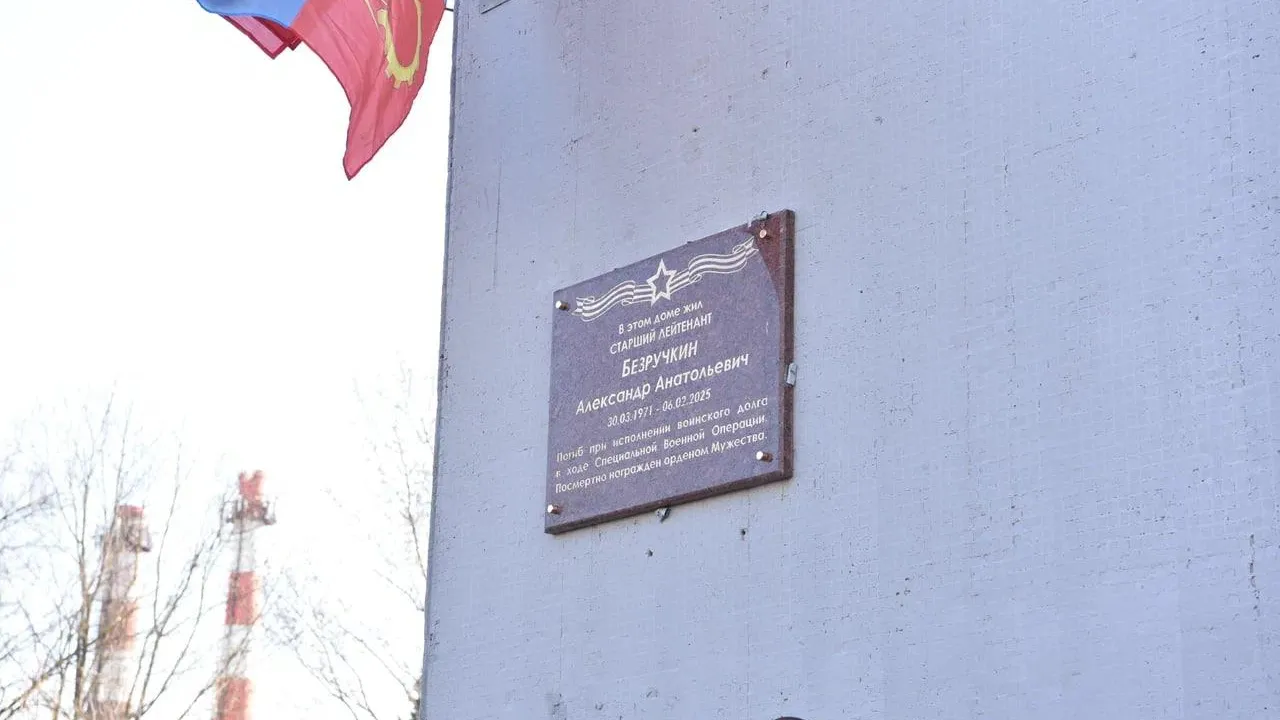 В этом доме жил
СТАРШИЙ ЛЕЙТЕНАНТ
БЕЗРУЧКИН
Александр Анатольевич
30.03.1971 - 06.02.2025
Погиб при исполнении воинского долга
в ходе Специальной Военной Операции.
Посмертно награжден орденом Мужества.